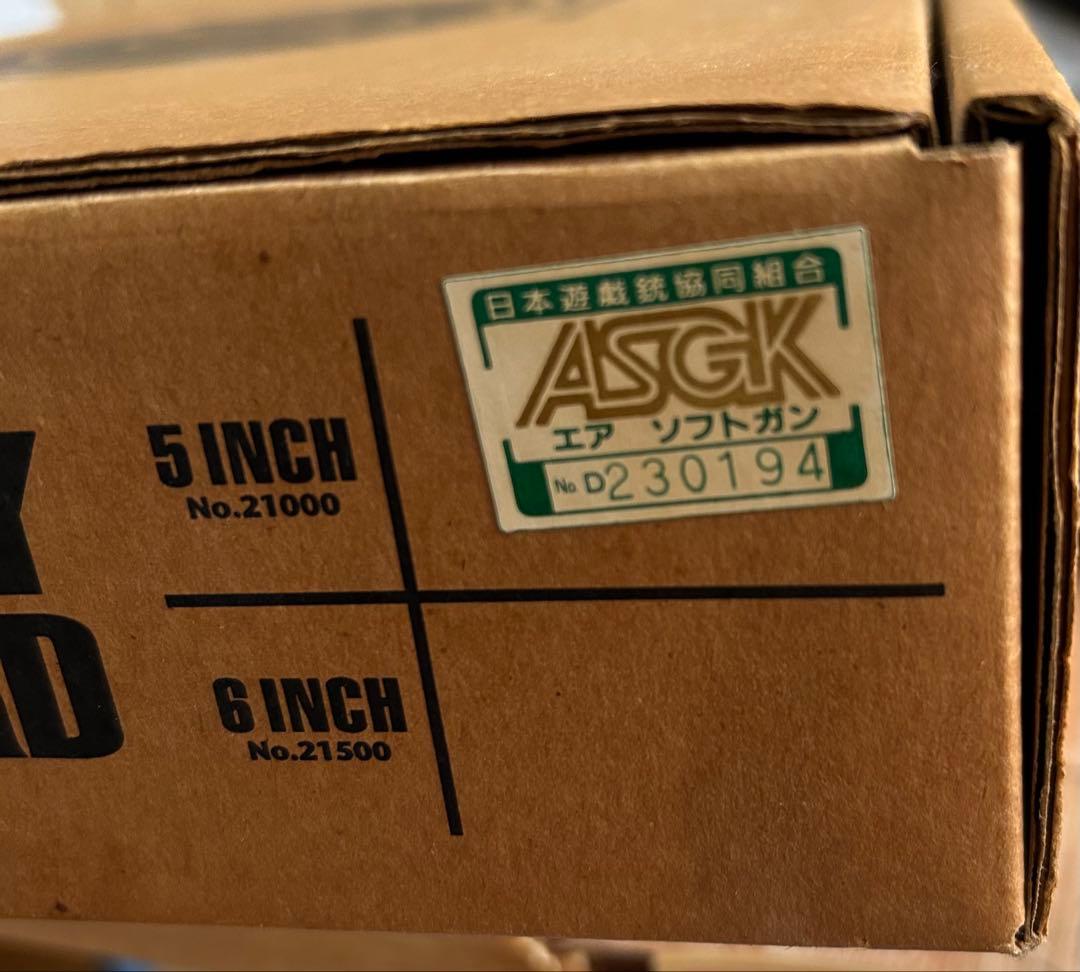 日本遊戯銃協同組合
ASGK
エア ソフトガン
No. D230194
5 INCH
No.21000
6 INCH
No.21500